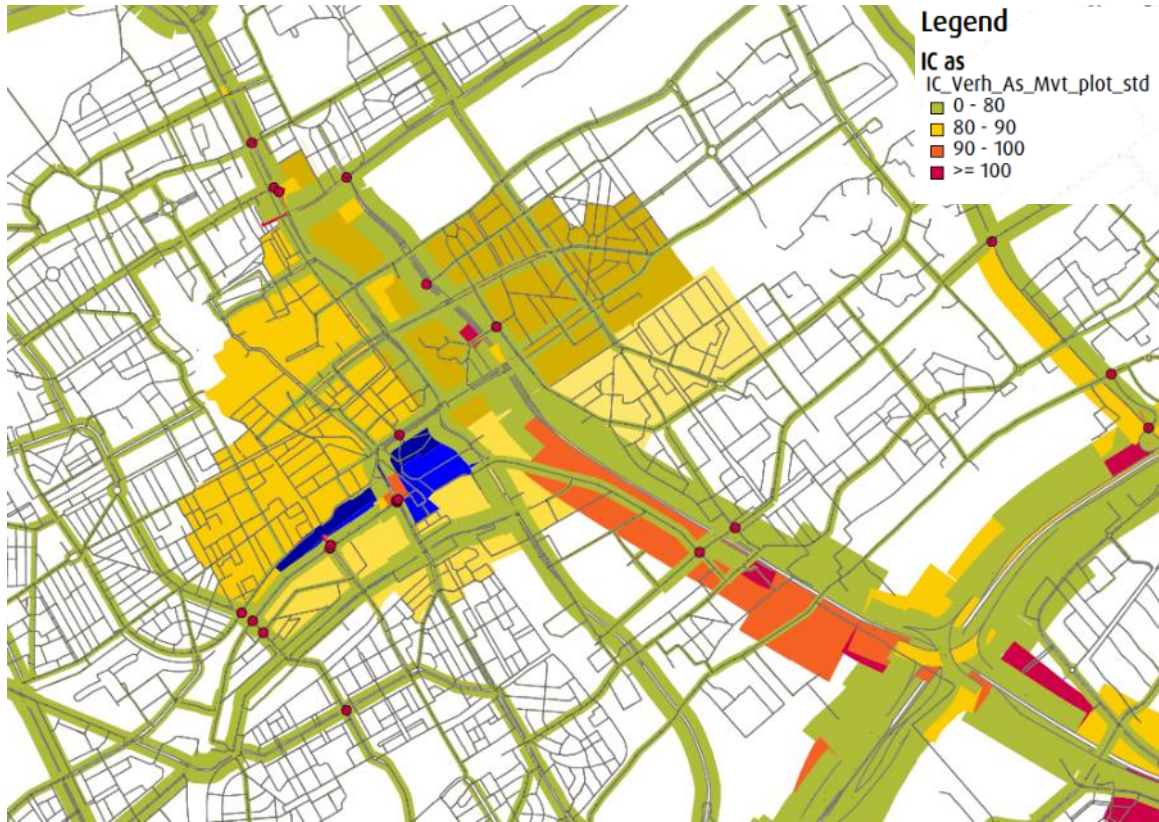 Legend
IC as
IC_Verh_As_Mvt_plot_std
0 - 80
80 - 90
90 - 100
>= 100